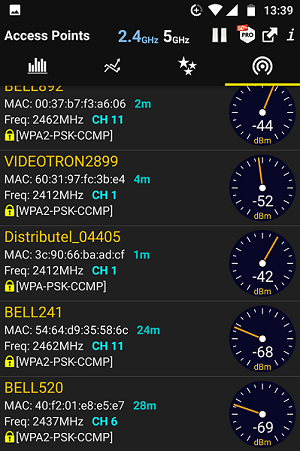 13:39
Access Points 2.4GHz 5GHz 50% PRO i
BELL892
MAC: 00:37:b7:f3:a6:06 2m
Freq: 2462MHz CH 11
[WPA2-PSK-CCMP]
-44
dBm
VIDEOTRON2899
MAC: 60:31:97:fc:3b:e4 4m
Freq: 2412MHz CH 1
[WPA2-PSK-CCMP]
-52
dBm
Distributel_04405
MAC: 3c:90:66:ba:ad:cf 1m
Freq: 2412MHz CH 1
[WPA-PSK-CCMP]
-42
dBm
BELL241
MAC: 54:64:d9:35:58:6c 24m
Freq: 2462MHz CH 11
[WPA2-PSK-CCMP]
-68
dBm
BELL520
MAC: 40:f2:01:e8:e5:e7 28m
Freq: 2437MHz CH 6
[WPA2-PSK-CCMP]
-69
dBm